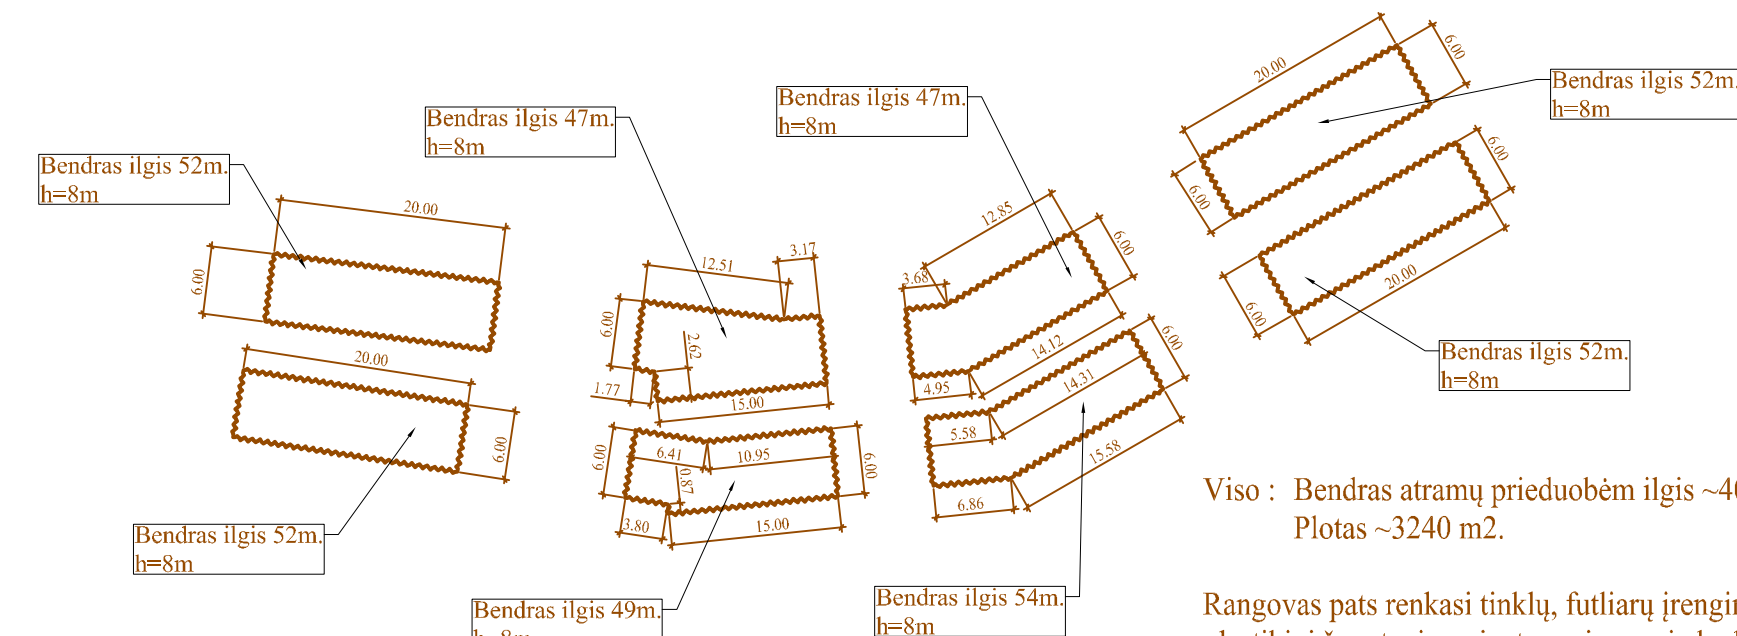 Bendras ilgis 52m.
h=8m
Bendras ilgis 47m.
h=8m
Bendras ilgis 47m.
h=8m
Bendras ilgis 52m.
h=8m
20.00
6.00
20.00
6.00
12.51
3.17
6.00
2.62
1.77
15.00
6.00
6.41
10.95
0.87
6.00
3.80
15.00
12.85
3.68
6.00
14.12
4.95
6.00
14.31
5.58
15.58
6.86
20.00
6.00
6.00
6.00
20.00
6.00
Bendras ilgis 52m.
h=8m
Bendras ilgis 52m.
h=8m
Bendras ilgis 49m.
h=8m
Bendras ilgis 54m.
h=8m
Viso : Bendras atramų prieduobėm ilgis
Plotas ~3240 m2.
Rangovas pats renkasi tinklų, futliarų